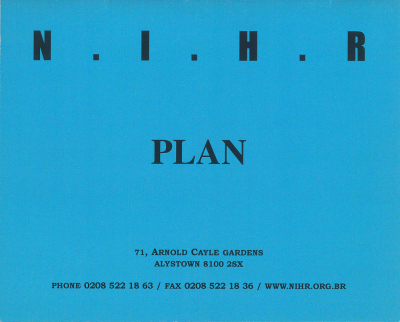 N . I . H . R
PLAN
71, ARNOLD CAYLE GARDENS
ALYSTOWN 8100 2SX
PHONE 0208 522 18 63 / FAX 0208 522 18 36 / WWW.NIHR.ORG.BR